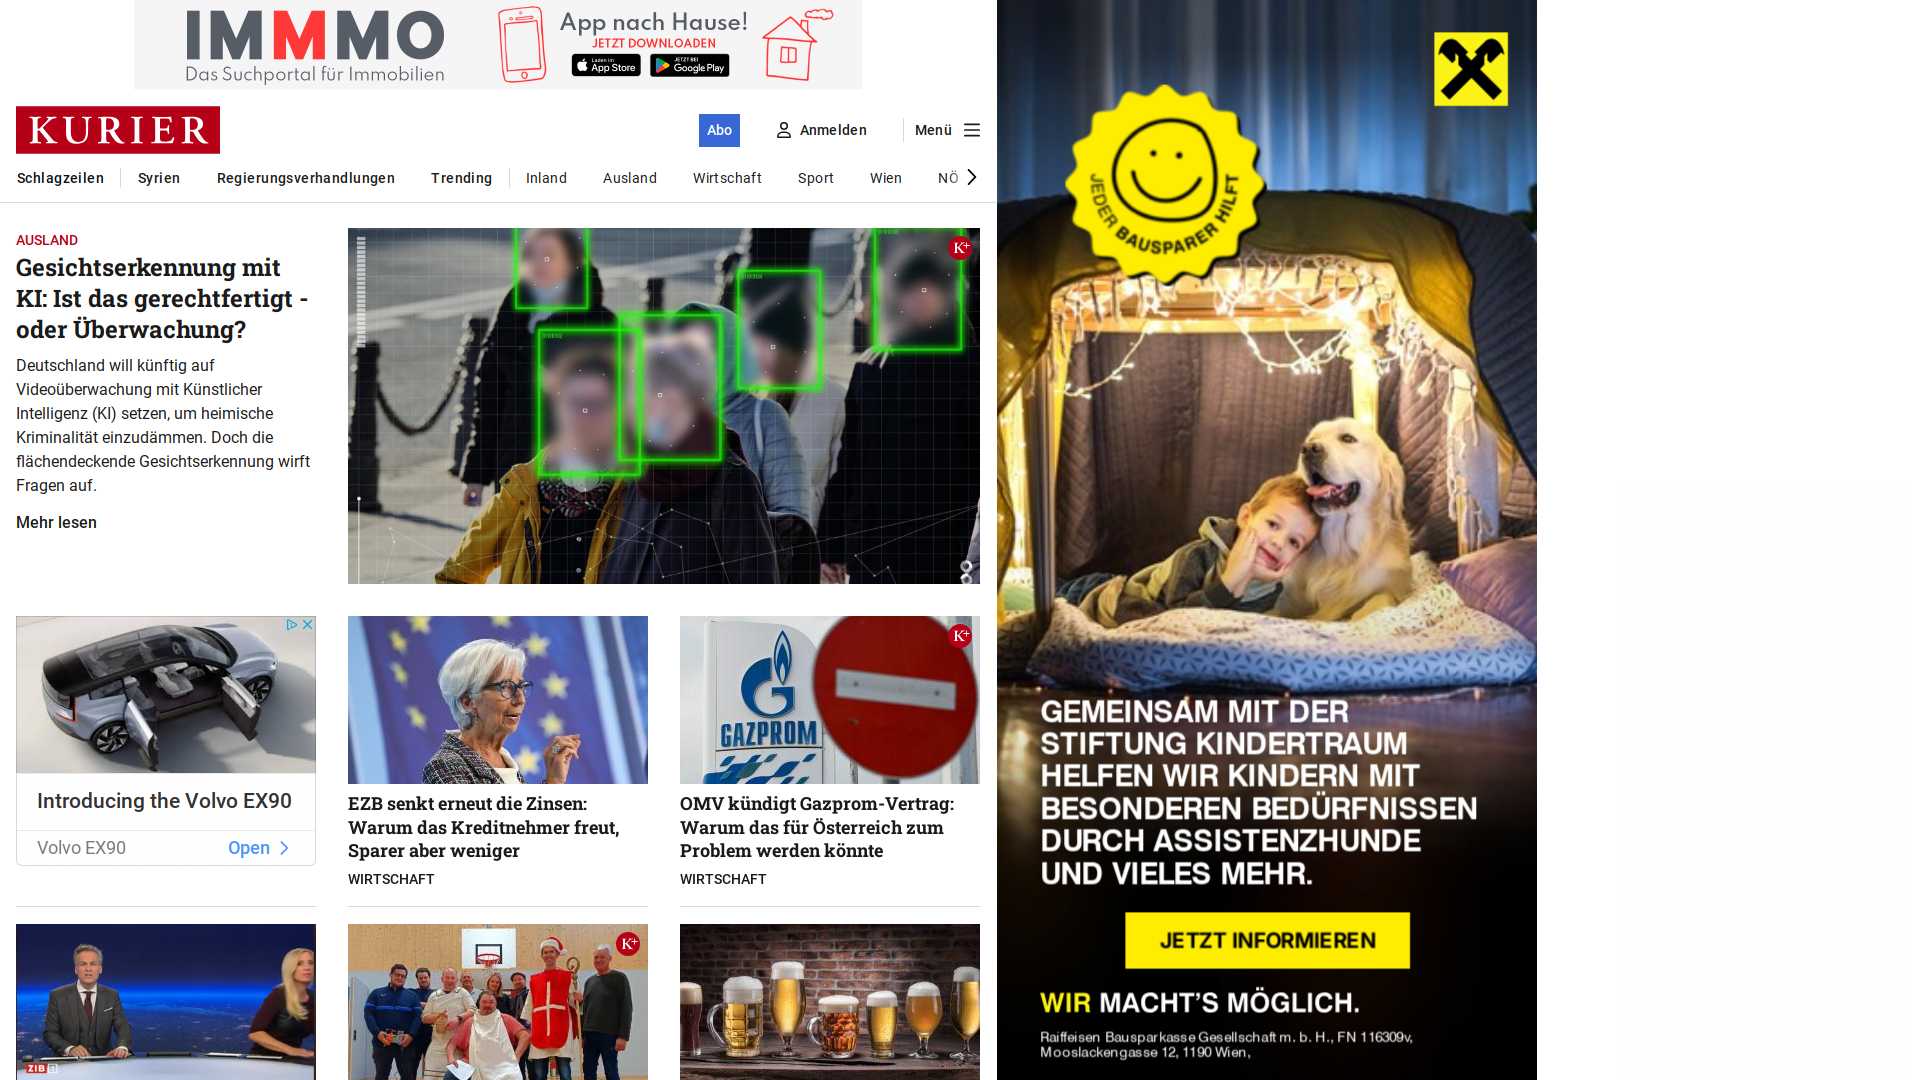 IMMMO
Das Suchportal für Immobilien
App nach Hause!
JETZT DOWNLOADEN
Laden im
App Store
JETZT BEI
Google Play
KURIER
Abo
Anmelden
Menü
Schlagzeilen
Syrien
Regierungsverhandlungen
Trending
Inland
Ausland
Wirtschaft
Sport
Wien
NÖ
AUSLAND
Gesichtserkennung mit
KI: Ist das gerechtfertigt -
oder Überwachung?
Deutschland will künftig auf
Videoüberwachung mit Künstlicher
Intelligenz (KI) setzen, um heimische
Kriminalität einzudämmen. Doch die
flächendeckende Gesichtserkennung wirft
Fragen auf.
Mehr lesen
K+
Introducing the Volvo EX90
Volvo EX90
Open
EZB senkt erneut die Zinsen:
Warum das Kreditnehmer freut,
Sparer aber weniger
WIRTSCHAFT
K+
GAZPROM
OMV kündigt Gazprom-Vertrag:
Warum das für Österreich zum
Problem werden könnte
WIRTSCHAFT
ZIB
K+
JEDER BAUSPARER HILFT
GEMEINSAM MIT DER
STIFTUNG KINDERTRAUM
HELFEN WIR KINDERN MIT
BESONDEREN BEDÜRFNISSEN
DURCH ASSISTENZHUNDE
UND VIELES MEHR.
JETZT INFORMIEREN
WIR MACHT'S MÖGLICH.
Raiffeisen Bausparkasse Gesellschaft m. b. H., FN 116309v,
Mooslackengasse 12, 1190 Wien,